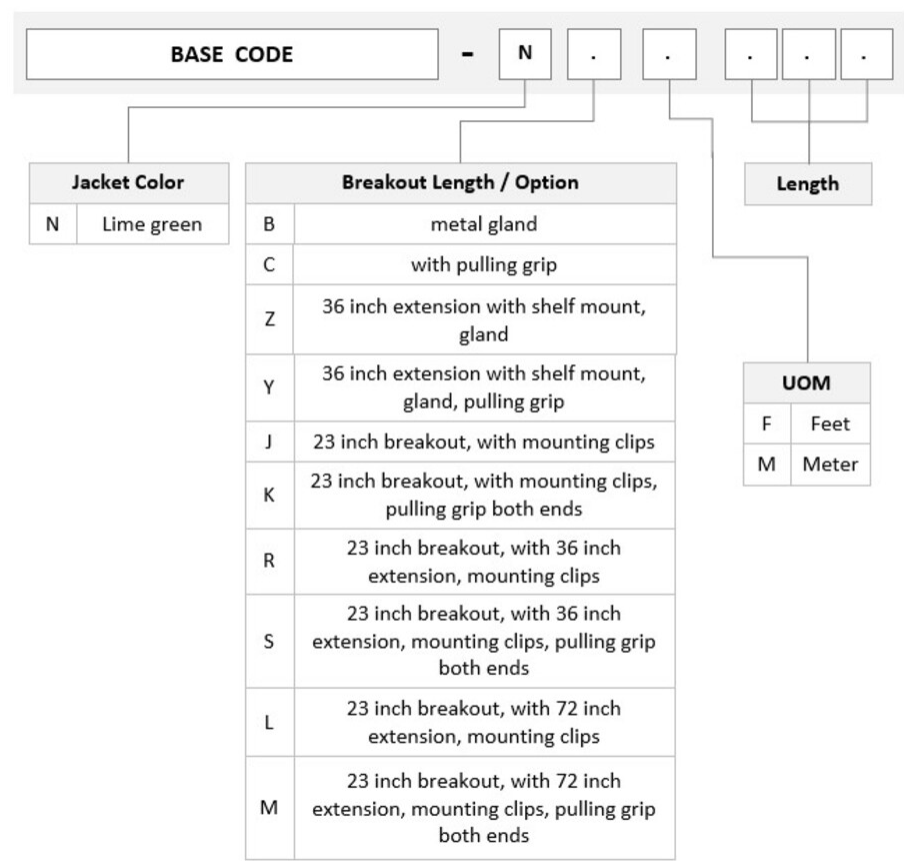 BASE CODE - N . . . . .
Jacket Color
N Lime green
Breakout Length / Option
B metal gland
C with pulling grip
Z 36 inch extension with shelf mount,
gland
Y 36 inch extension with shelf mount,
gland, pulling grip
J 23 inch breakout, with mounting clips
K 23 inch breakout, with mounting clips,
pulling grip both ends
R 23 inch breakout, with 36 inch
extension, mounting clips
S 23 inch breakout, with 36 inch
extension, mounting clips, pulling grip
both ends
L 23 inch breakout, with 72 inch
extension, mounting clips
M 23 inch breakout, with 72 inch
extension, mounting clips, pulling grip
both ends
Length
UOM
F Feet
M Meter